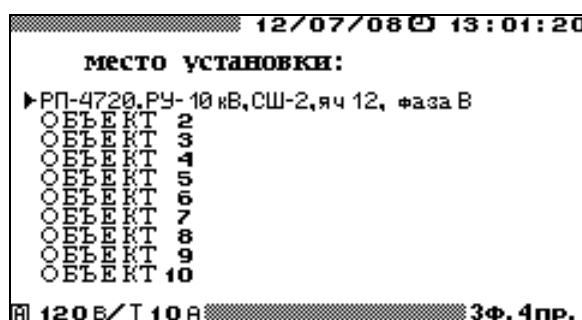 12/07/08 13:01:20
место установки:
РП-4720.РУ-10 кВ,СШ-2,яч 12, фаза В
ОБЪЕКТ 2
ОБЪЕКТ 3
ОБЪЕКТ 4
ОБЪЕКТ 5
ОБЪЕКТ 6
ОБЪЕКТ 7
ОБЪЕКТ 8
ОБЪЕКТ 9
ОБЪЕКТ 10
А 120В/Т10А 3Ф.4пр.